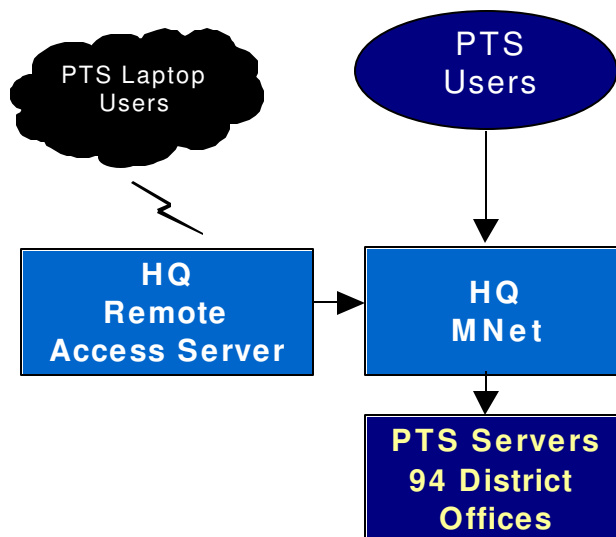 PTS Laptop
Users
PTS
Users
HQ
Remote
Access Server
HQ
MNet
PTS Servers
94 District
Offices